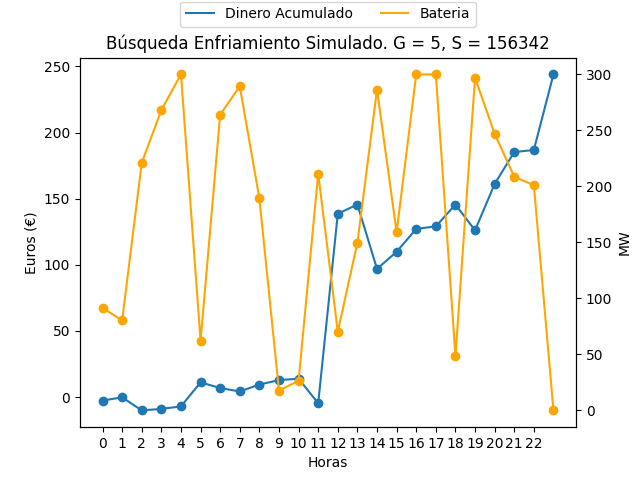 Dinero Acumulado Bateria
Búsqueda Enfriamiento Simulado. G = 5, S = 156342
250
200
150
100
50
0
Euros (€)
300
250
200
150
100
50
0
MW
0 1 2 3 4 5 6 7 8 9 10 11 12 13 14 15 16 17 18 19 20 21 22
Horas